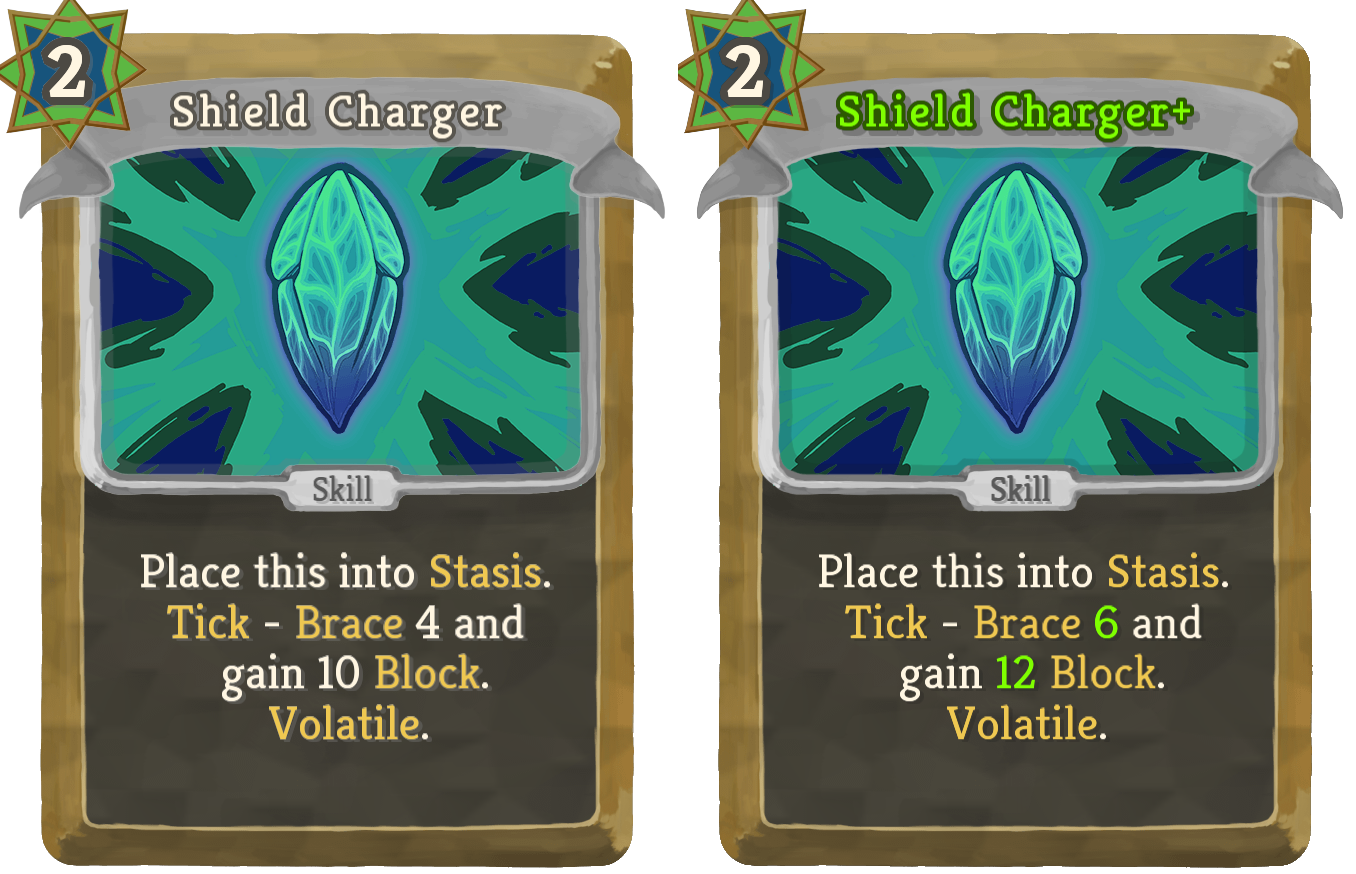 2
Shield Charger
Skill
Place this into Stasis.
Tick - Brace 4 and
gain 10 Block.
Volatile.
2
Shield Charger+
Skill
Place this into Stasis.
Tick - Brace 6 and
gain 12 Block.
Volatile.